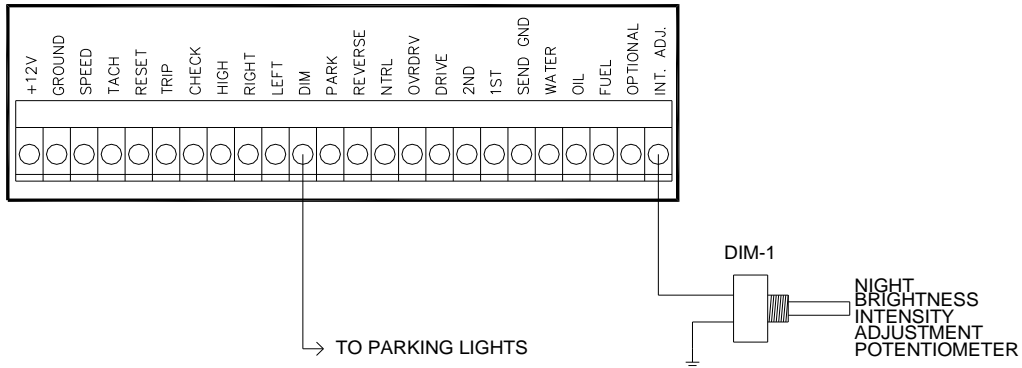 +12V
GROUND
SPEED
TACH
RESET
TRIP
CHECK
HIGH
RIGHT
LEFT
DIM
PARK
REVERSE
NTRL
OVRDRV
DRIVE
2ND
1ST
SEND GND
WATER
OIL
FUEL
OPTIONAL
INT. ADJ.
DIM-1
NIGHT
BRIGHTNESS
INTENSITY
ADJUSTMENT
POTENTIOMETER
TO PARKING LIGHTS